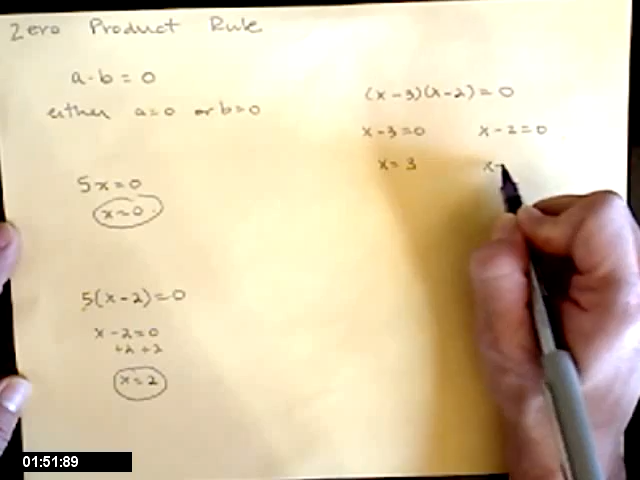 Zero Product Rule
a·b = 0
either a=0 or b=0
5x=0
x=0.
5(x-2)=0
x-2=0
+2 +2
x=2
(x-3)(x-2)=0
x-3=0 x-2=0
x=3 x-
01:51:89